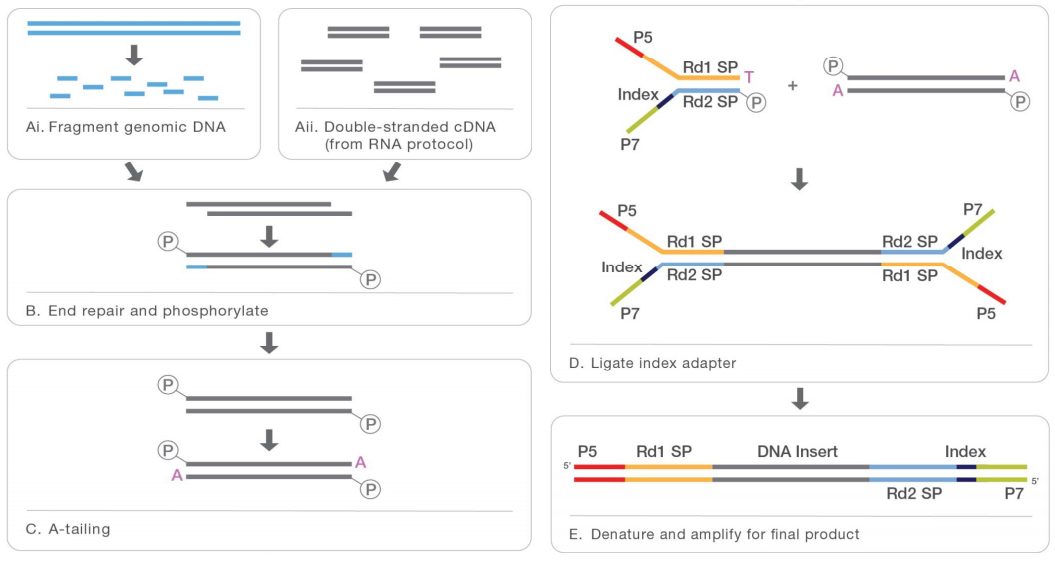 Ai. Fragment genomic DNA
Aii. Double-stranded cDNA
(from RNA protocol)
P
P
B. End repair and phosphorylate
P
P
P
A
A
P
C. A-tailing
P5
Rd1 SP
T
Index
Rd2 SP
P
P7
+
P
A
A
P
P5
P7
Rd1 SP
Rd2 SP
Index
Index
Rd2 SP
Rd1 SP
P7
P5
D. Ligate index adapter
P5
Rd1 SP
DNA Insert
Index
5'
5'
Rd2 SP
P7
E. Denature and amplify for final product